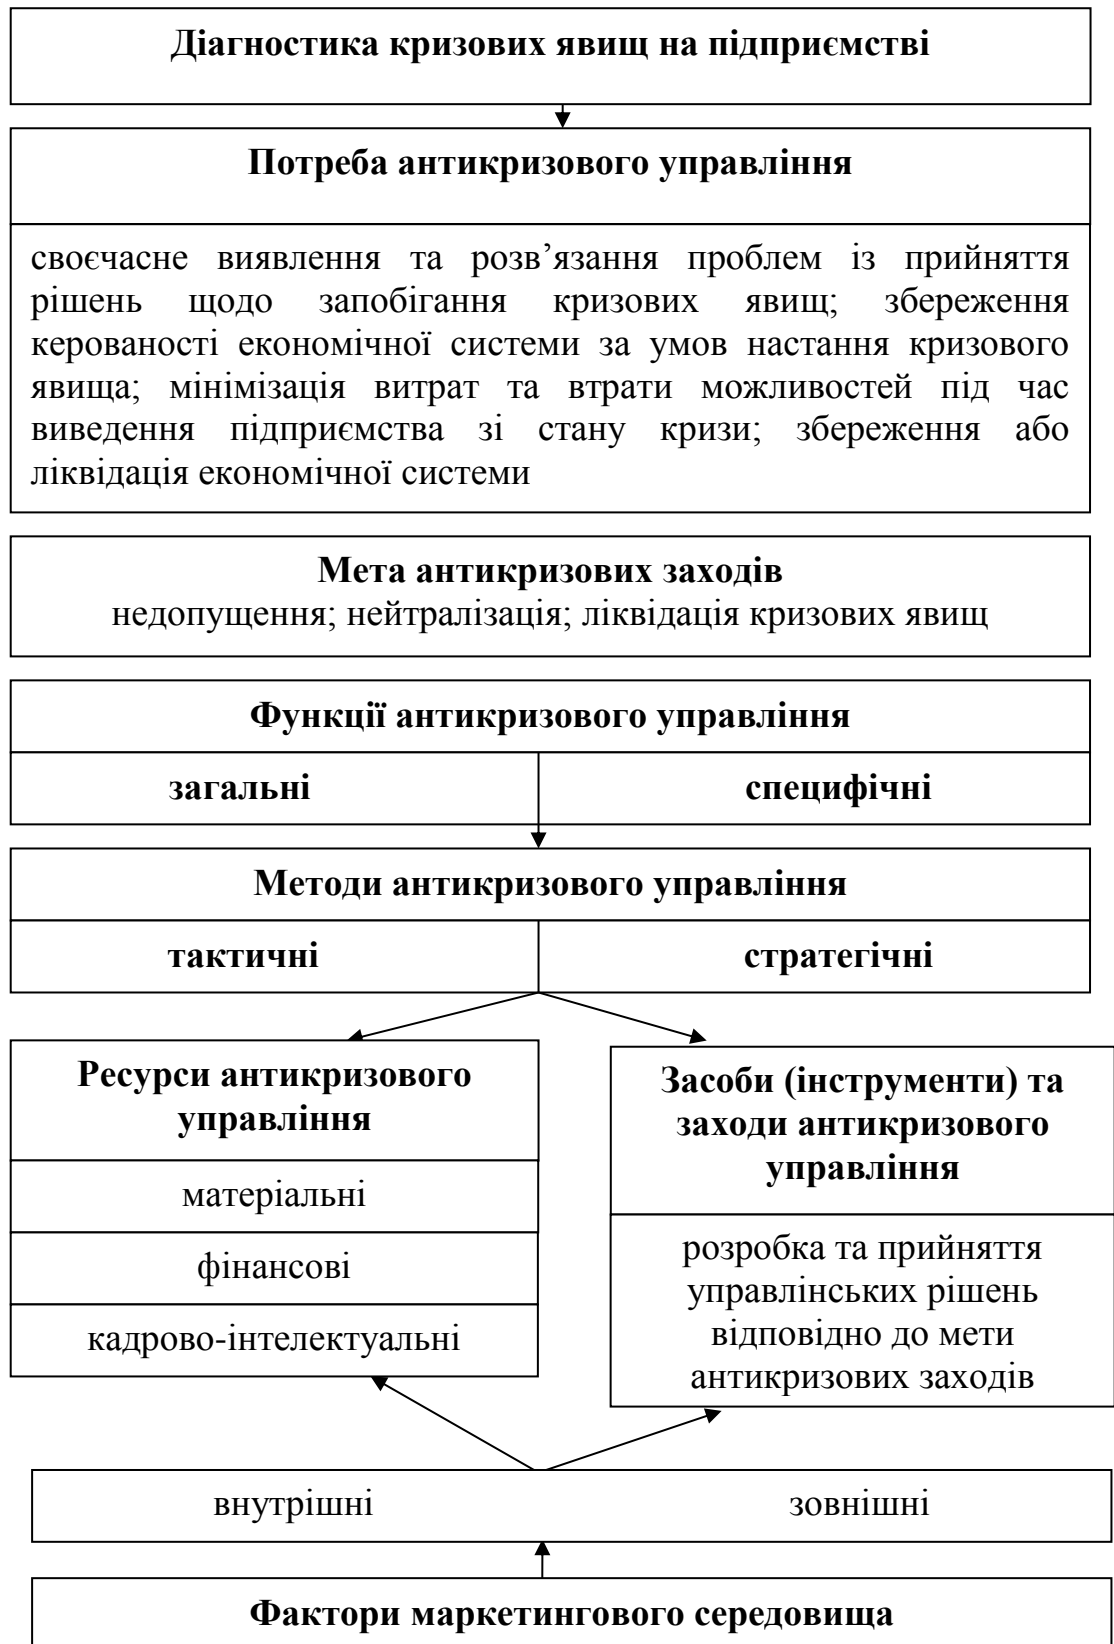 Діагностика кризових явищ на підприємстві
Потреба антикризового управління
своєчасне виявлення та розв’язання проблем із прийняття
рішень щодо запобігання кризових явищ; збереження
керованості економічної системи за умов настання кризового
явища; мінімізація витрат та втрати можливостей під час
виведення підприємства зі стану кризи; збереження або
ліквідація економічної системи
Мета антикризових заходів
недопущення; нейтралізація; ліквідація кризових явищ
Функції антикризового управління
загальні специфічні
Методи антикризового управління
тактичні стратегічні
Ресурси антикризового
управління
матеріальні
фінансові
кадрово-інтелектуальні
Засоби (інструменти) та
заходи антикризового
управління
розробка та прийняття
управлінських рішень
відповідно до мети
антикризових заходів
внутрішні зовнішні
Фактори маркетингового середовища